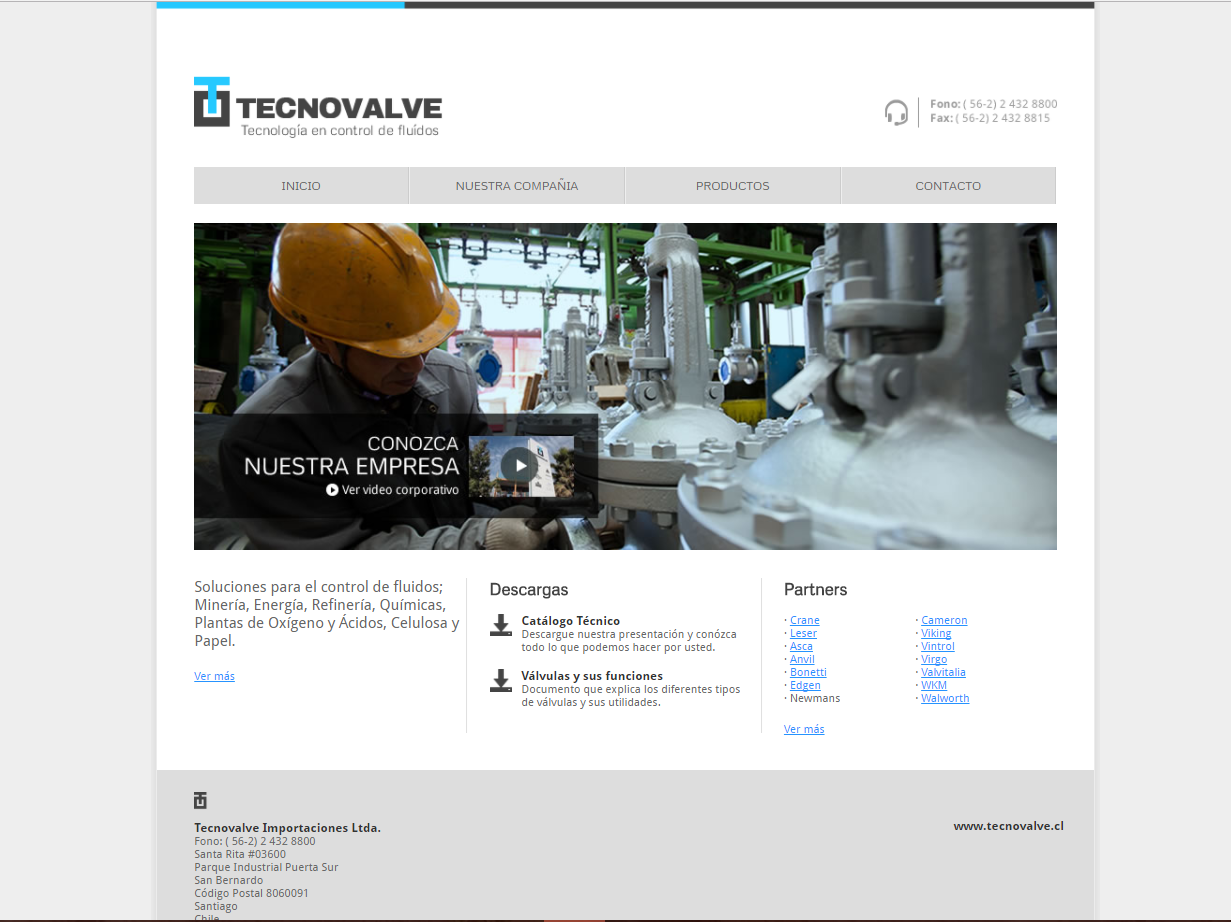 TECNOVALVE
Tecnología en control de fluídos
Fono: ( 56-2) 2 432 8800
Fax: ( 56-2) 2 432 8815
INICIO
NUESTRA COMPAÑIA
PRODUCTOS
CONTACTO
CONOZCA
NUESTRA EMPRESA
Ver video corporativo
Soluciones para el control de fluidos;
Minería, Energía, Refinería, Químicas,
Plantas de Oxígeno y Ácidos, Celulosa y
Papel.
Ver más
Descargas
Catálogo Técnico
Descargue nuestra presentación y conózca
todo lo que podemos hacer por usted.
Válvulas y sus funciones
Documento que explica los diferentes tipos
de válvulas y sus utilidades.
Partners
· Crane
· Leser
· Asca
· Anvil
· Bonetti
· Edgen
· Newmans
· Cameron
· Viking
· Vintrol
· Virgo
· Valvitalia
· WKM
· Walworth
Ver más
Tecnovalve Importaciones Ltda.
Fono: ( 56-2) 2 432 8800
Santa Rita #03600
Parque Industrial Puerta Sur
San Bernardo
Código Postal 8060091
Santiago
Chile
www.tecnovalve.cl